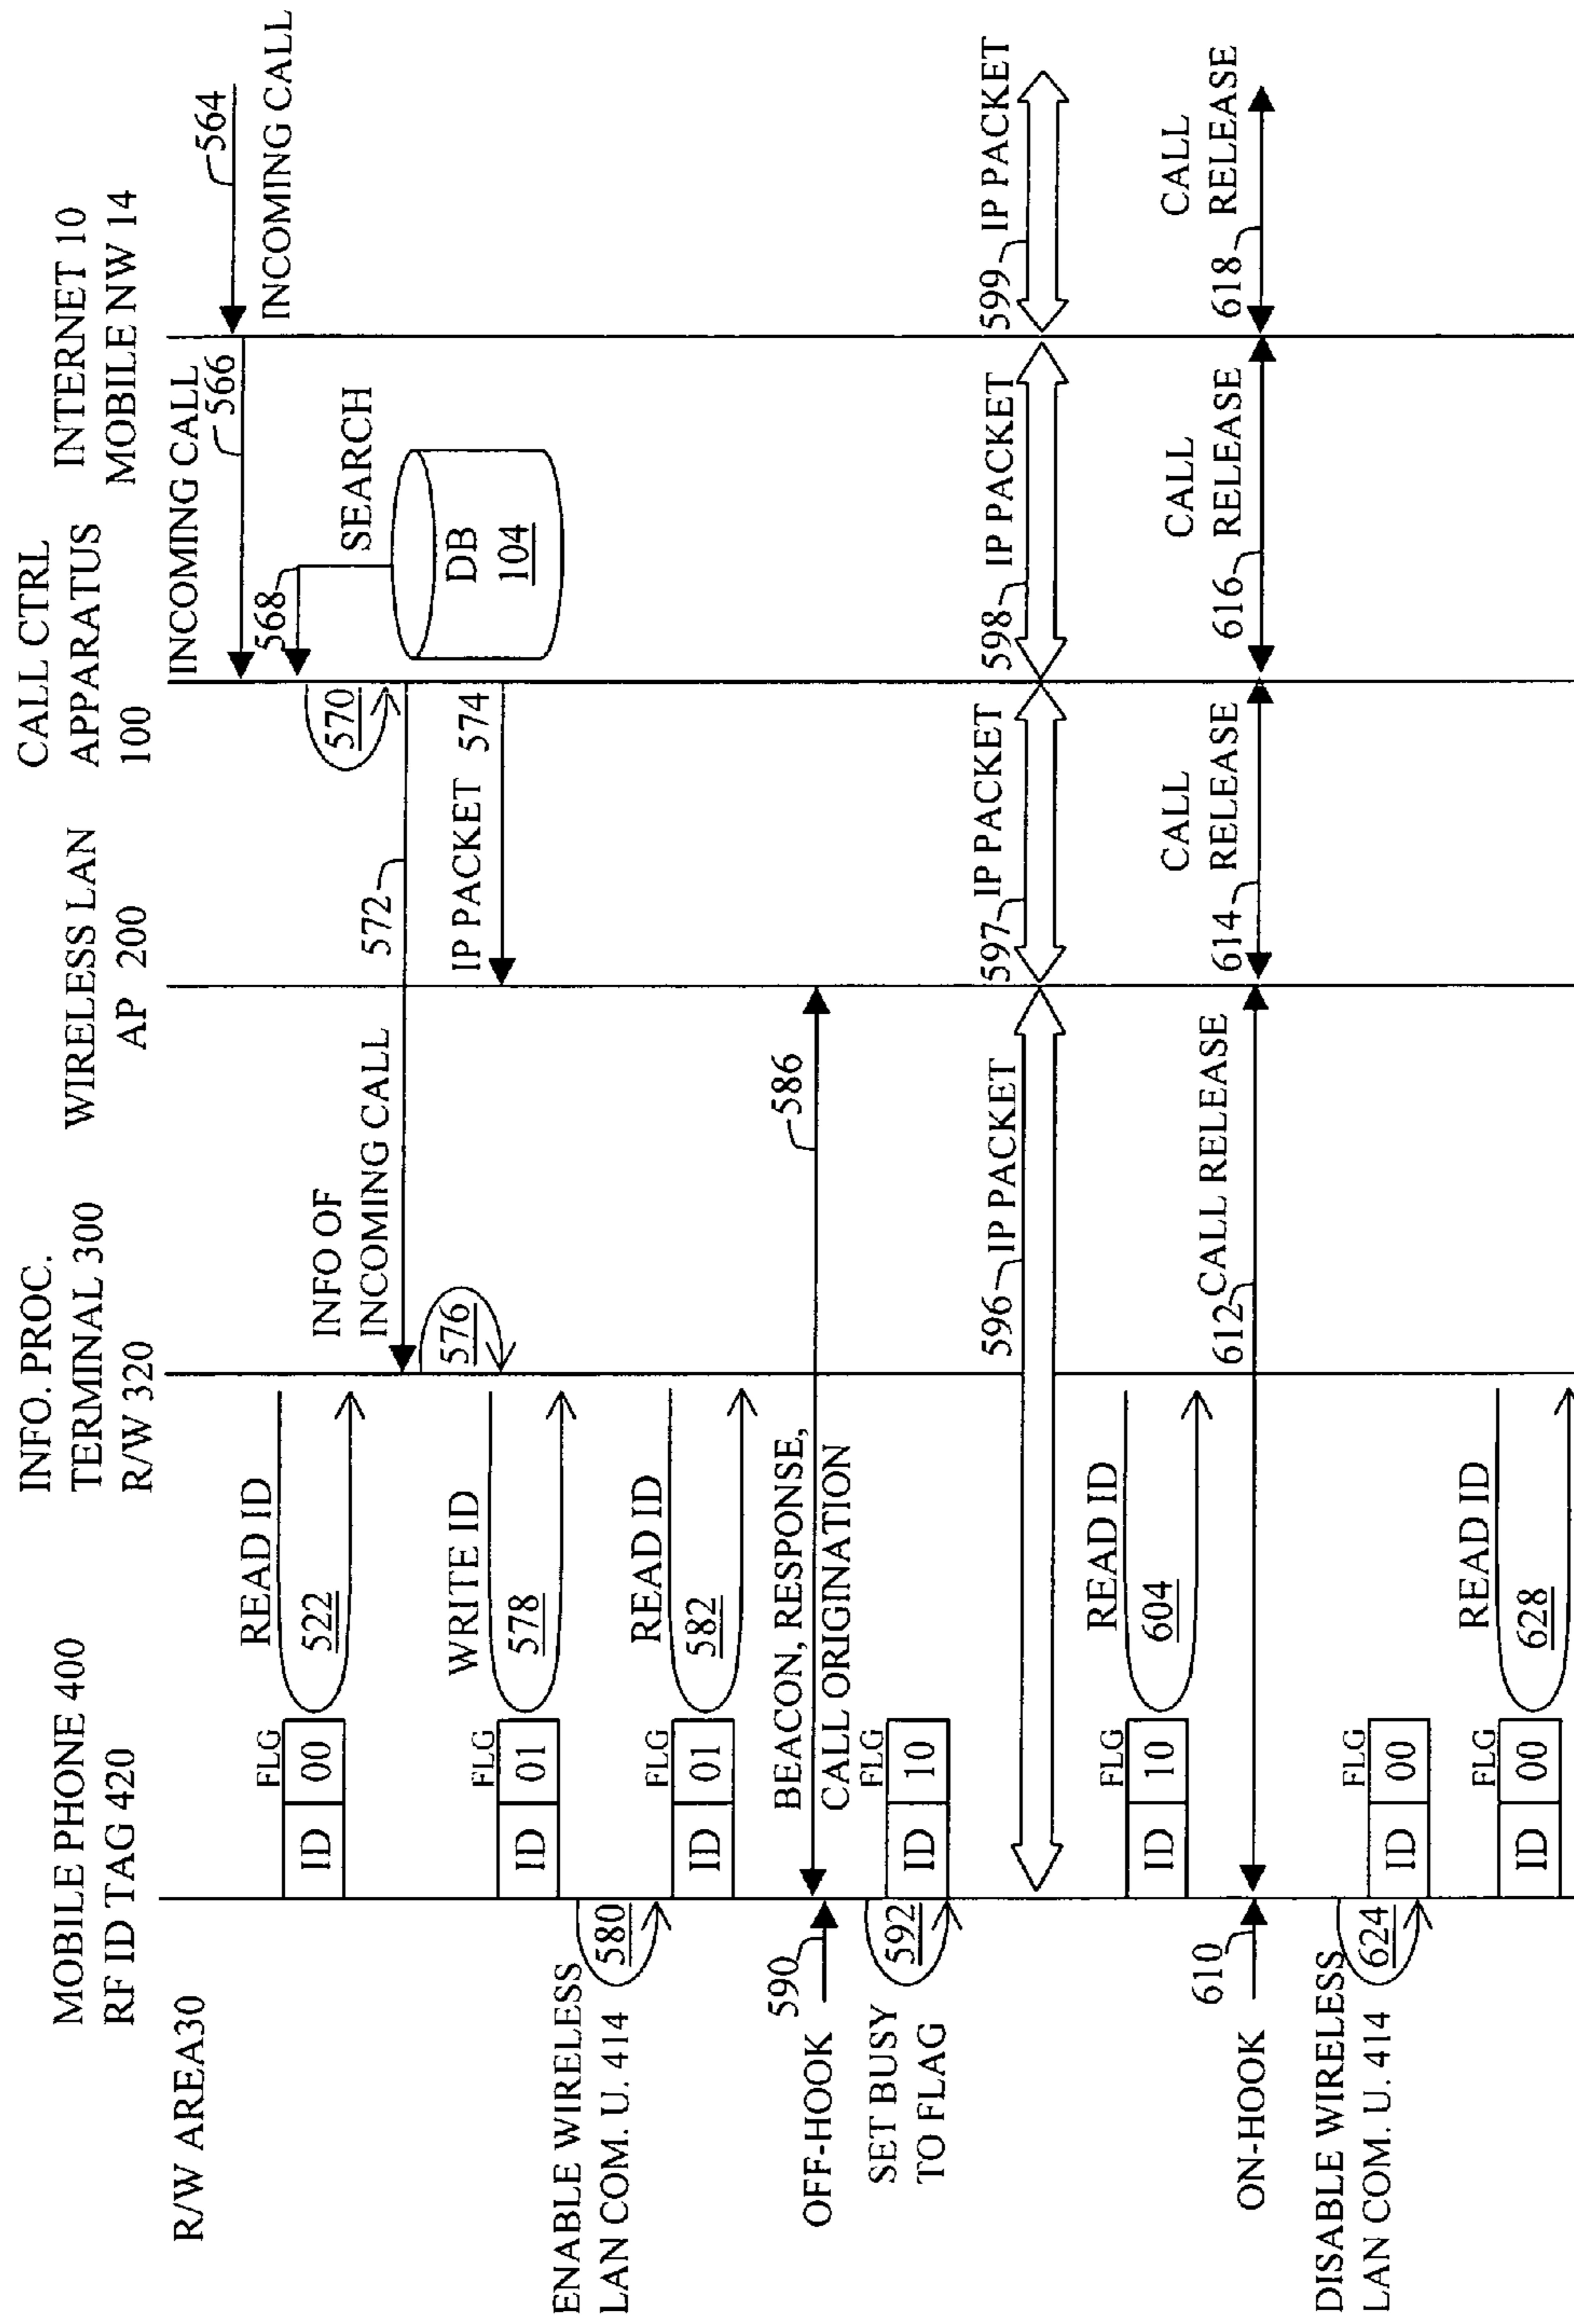 MOBILE PHONE 400
RF ID TAG 420
INFO. PROC.
TERMINAL 300
R/W 320
WIRELESS LAN
AP 200
CALL CTRL
APPARATUS
100
INTERNET 10
MOBILE NW 14
R/W AREA30
564
INCOMING CALL
INCOMING CALL
566
568
SEARCH
DB
104
570
FLG
ID 00
READ ID
522
INFO OF
INCOMING CALL
572
IP PACKET 574
576
FLG
ID 01
WRITE ID
578
ENABLE WIRELESS
LAN COM. U. 414
580
FLG
ID 01
READ ID
582
BEACON, RESPONSE,
CALL ORIGINATION
586
OFF-HOOK
590
SET BUSY
TO FLAG
592
FLG
ID 10
596 IP PACKET
597 IP PACKET
598 IP PACKET
599 IP PACKET
FLG
ID 10
READ ID
604
ON-HOOK
610
612 CALL RELEASE
CALL
614 RELEASE
CALL
616 RELEASE
CALL
618 RELEASE
DISABLE WIRELESS
LAN COM. U. 414
624
FLG
ID 00
FLG
ID 00
READ ID
628